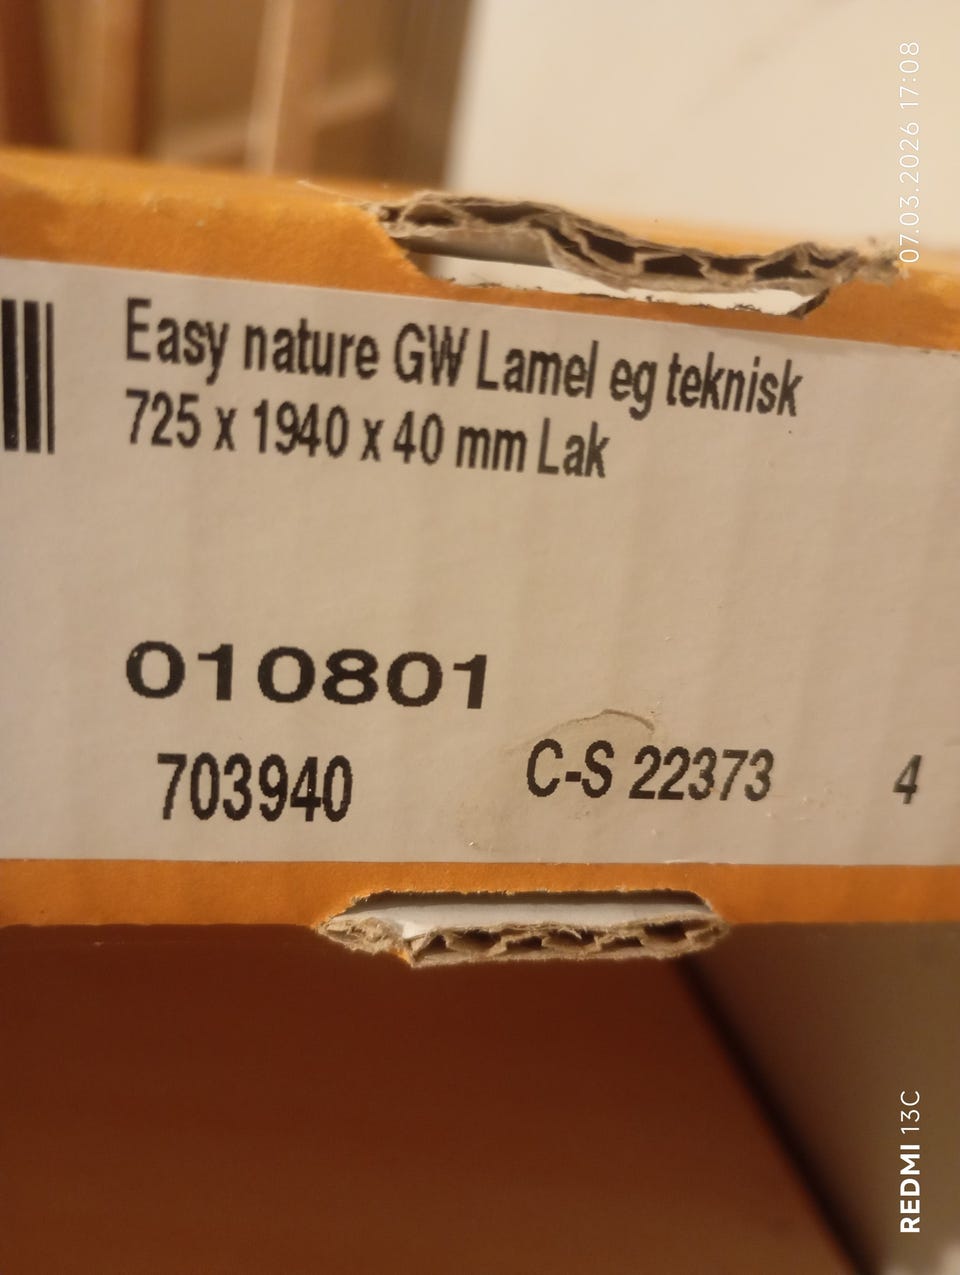 Easy nature GW Lamel eg teknisk
725 x 1940 x 40 mm Lak
010801
703940 C-S 22373 4
07.03.2026 17:08
REDMI 13C